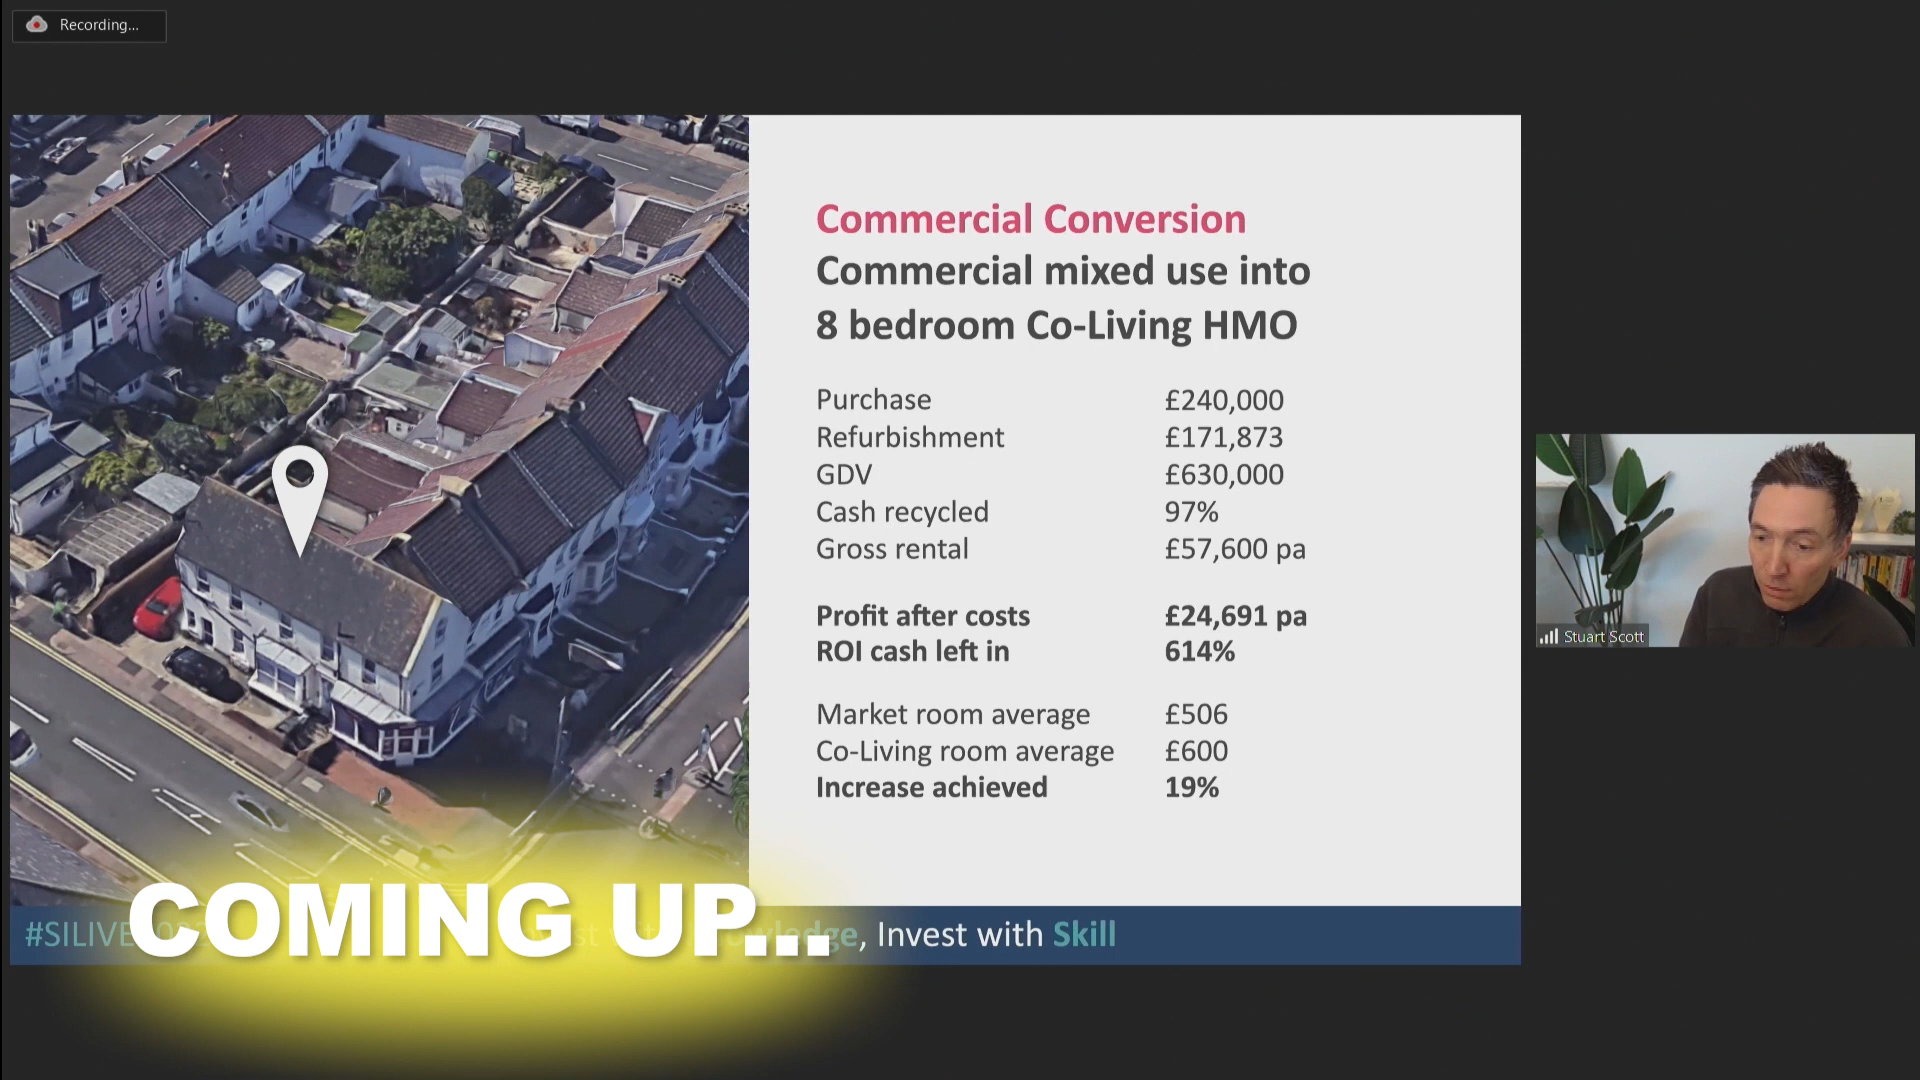 Recording...
Commercial Conversion
Commercial mixed use into
8 bedroom Co-Living HMO
Purchase £240,000
Refurbishment £171,873
GDV £630,000
Cash recycled 97%
Gross rental £57,600 pa
Profit after costs £24,691 pa
ROI cash left in 614%
Market room average £506
Co-Living room average £600
Increase achieved 19%
Stuart Scott
COMING UP...
#SILIVE , Invest with Skill